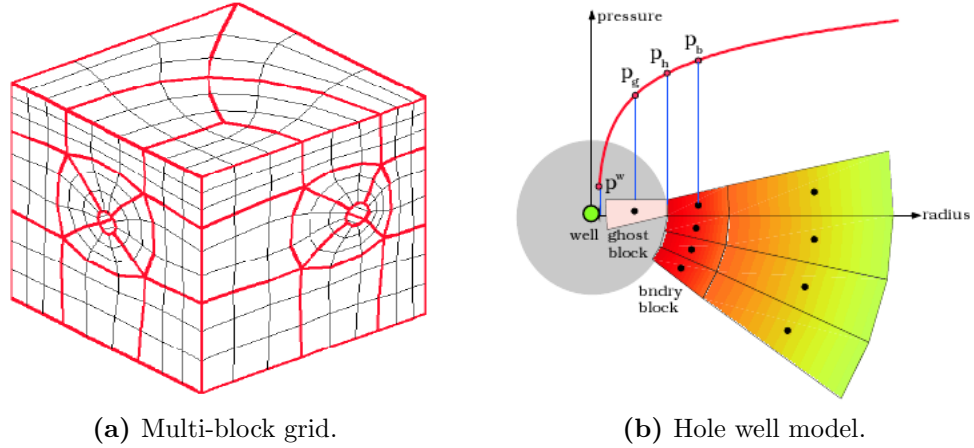 pressure
p_b
p_h
p_g
p^w
radius
well
ghost
block
bndry
block
(a) Multi-block grid.
(b) Hole well model.